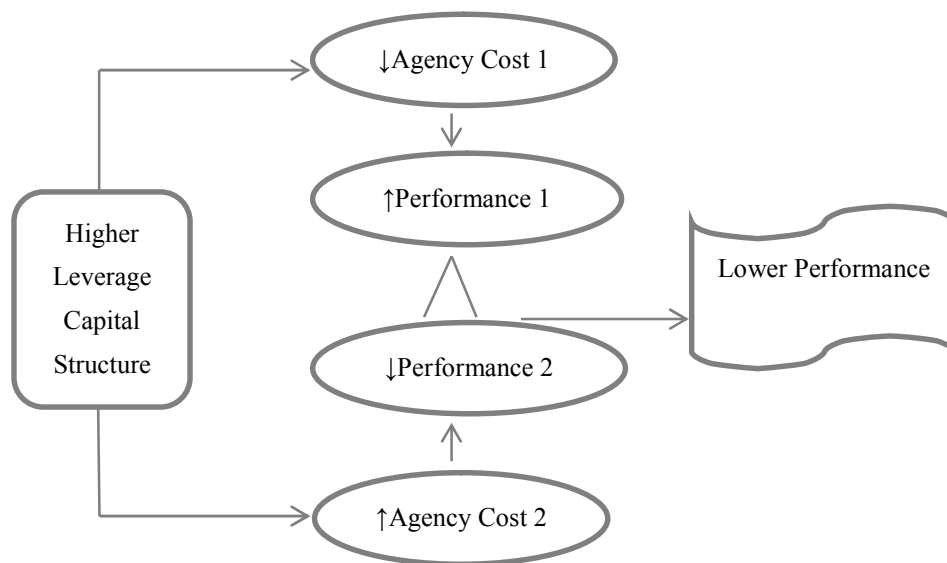 ↓Agency Cost 1
↑Performance 1
Higher
Leverage
Capital
Structure
Lower Performance
↓Performance 2
↑Agency Cost 2